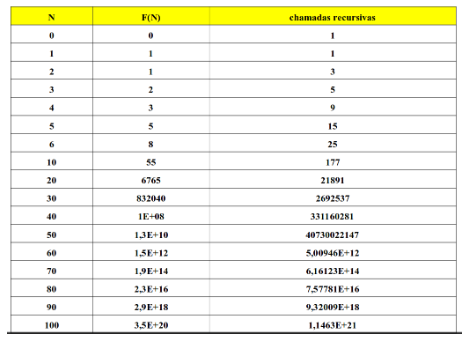 N F(N) chamadas recursivas
0 0 1
1 1 1
2 1 3
3 2 5
4 3 9
5 5 15
6 8 25
10 55 177
20 6765 21891
30 832040 2692537
40 1E+08 331160281
50 1,3E+10 40730022147
60 1,5E+12 5,00946E+12
70 1,9E+14 6,16123E+14
80 2,3E+16 7,57781E+16
90 2,9E+18 9,32009E+18
100 3,5E+20 1,1463E+21